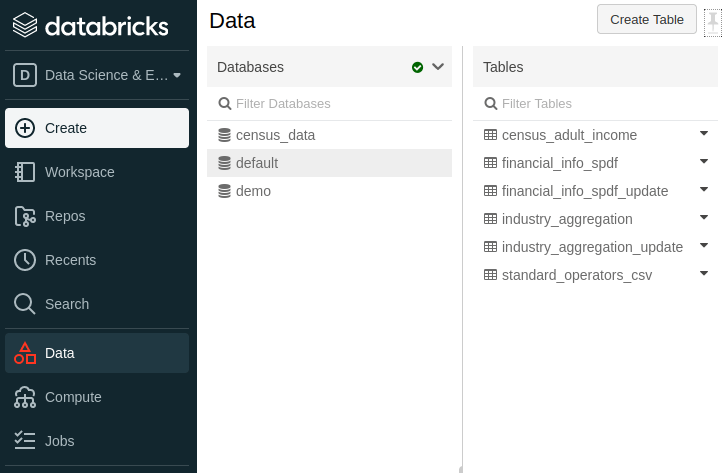 databricks
D Data Science & E...
Create
Workspace
Repos
Recents
Search
Data
Compute
Jobs
Data
Create Table
Databases
Filter Databases
census_data
default
demo
Tables
Filter Tables
census_adult_income
financial_info_spdf
financial_info_spdf_update
industry_aggregation
industry_aggregation_update
standard_operators_csv